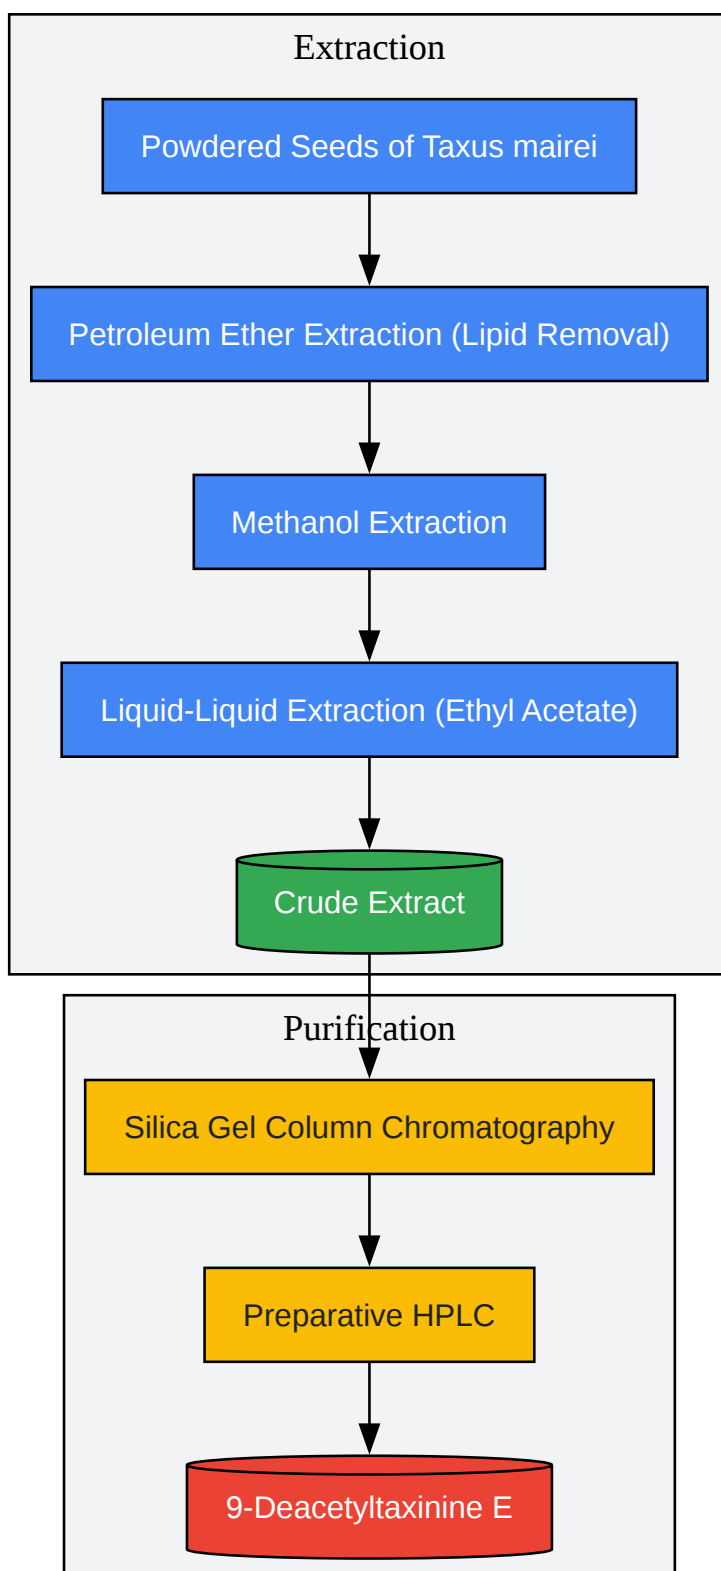 Extraction
Powdered Seeds of Taxus mairei
Petroleum Ether Extraction (Lipid Removal)
Methanol Extraction
Liquid-Liquid Extraction (Ethyl Acetate)
Crude Extract
Purification
Silica Gel Column Chromatography
Preparative HPLC
9-Deacetyltaxinine E